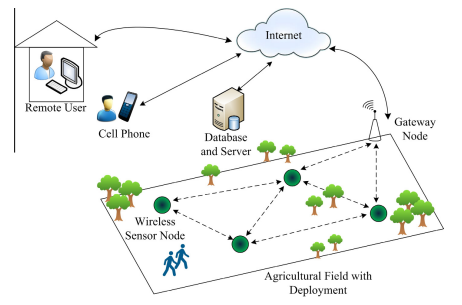 Internet
Remote User
Cell Phone
Database
and Server
Gateway
Node
Wireless
Sensor Node
Agricultural Field with
Deployment